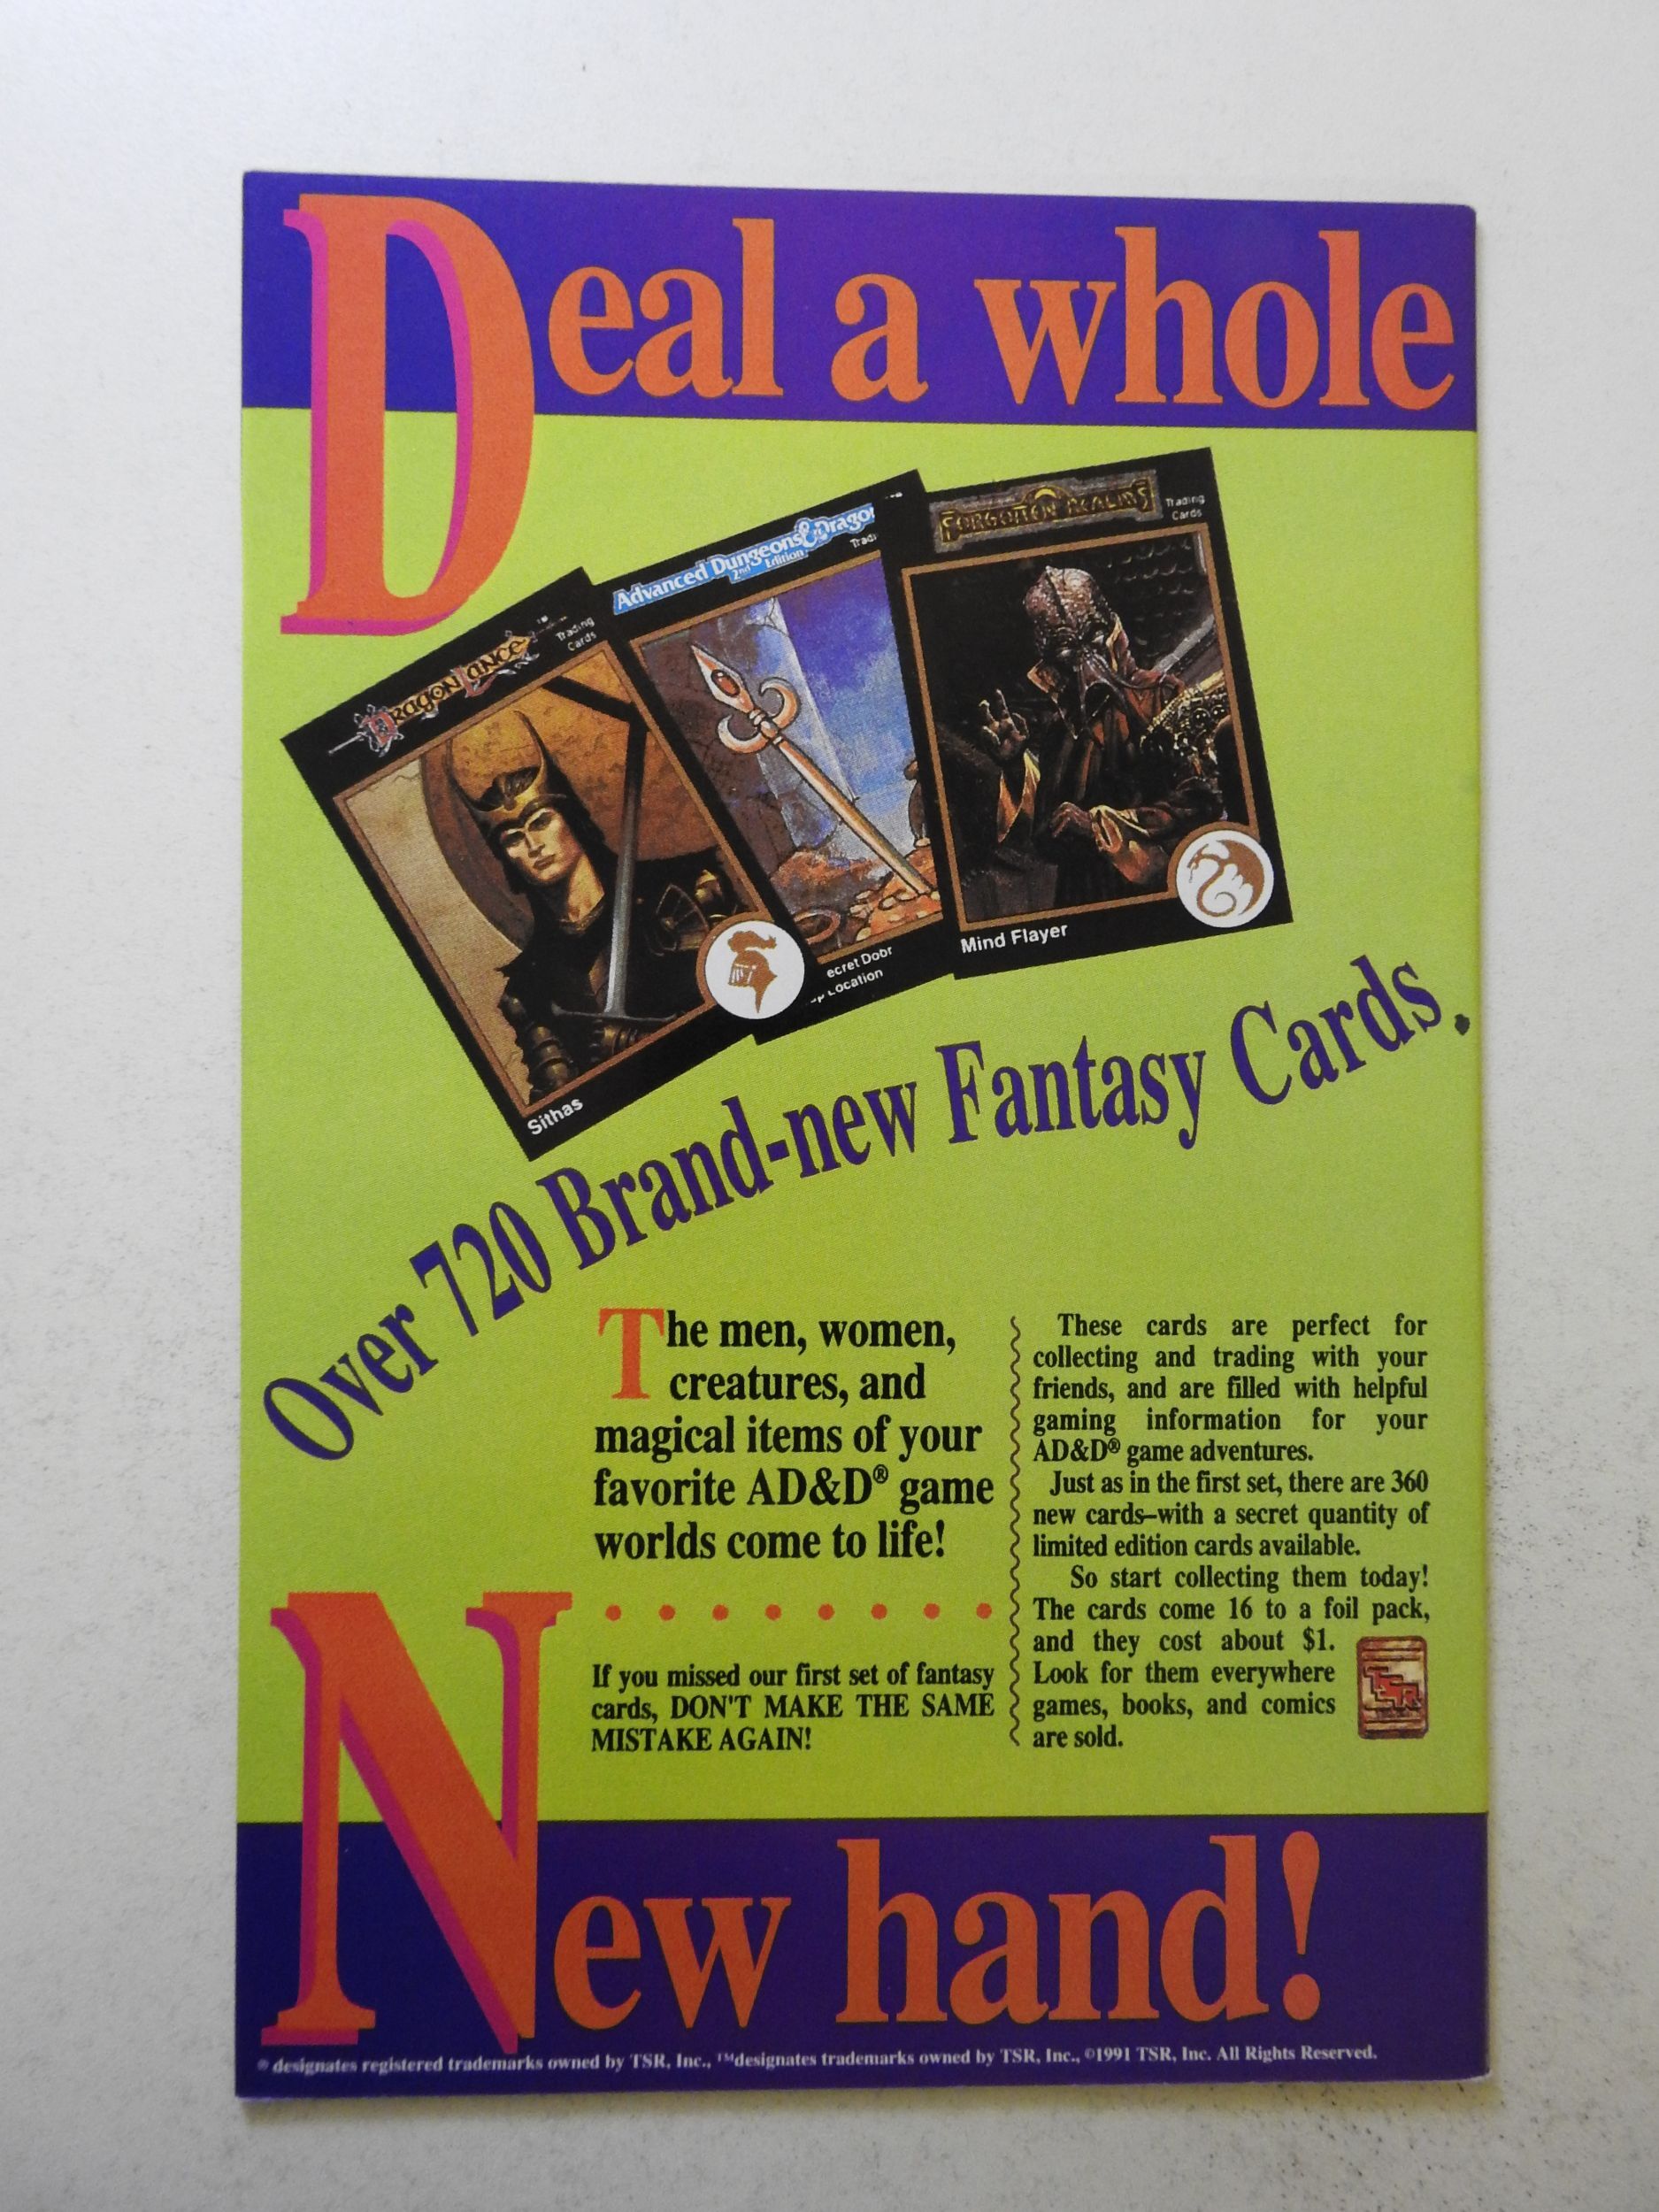 Deal a whole
DragonLance™
Trading
Cards
Sithas
Advanced Dungeons & Dragon
2nd Edition
Trad
ecret Door
Location
FORGOTTEN REALMS
Trading
Cards
Mind Flayer
Over 720 Brand-new Fantasy Cards.
The men, women,
creatures, and
magical items of your
favorite AD&D® game
worlds come to life!
If you missed our first set of fantasy
cards, DON'T MAKE THE SAME
MISTAKE AGAIN!
These cards are perfect for
collecting and trading with your
friends, and are filled with helpful
gaming information for your
AD&D® game adventures.
Just as in the first set, there are 360
new cards–with a secret quantity of
limited edition cards available.
So start collecting them today!
The cards come 16 to a foil pack,
and they cost about $1.
Look for them everywhere
games, books, and comics
are sold.
TSR
New hand!
® designates registered trademarks owned by TSR, Inc., ™designates trademarks owned by TSR, Inc., ©1991 TSR, Inc. All Rights Reserved.